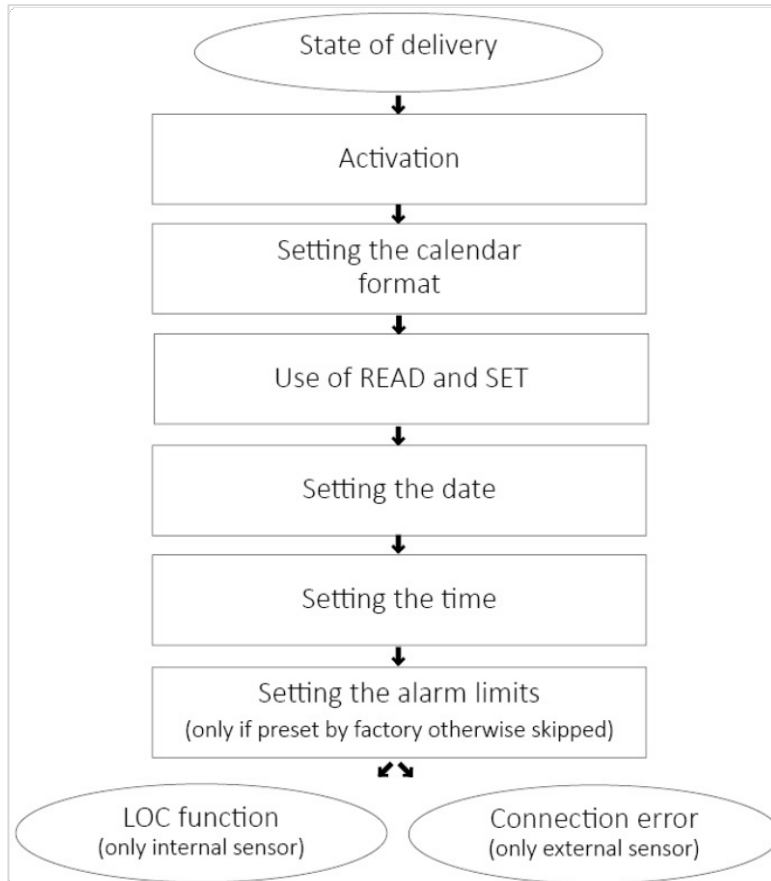 State of delivery
Activation
Setting the calendar
format
Use of READ and SET
Setting the date
Setting the time
Setting the alarm limits
(only if preset by factory otherwise skipped)
LOC function
(only internal sensor)
Connection error
(only external sensor)